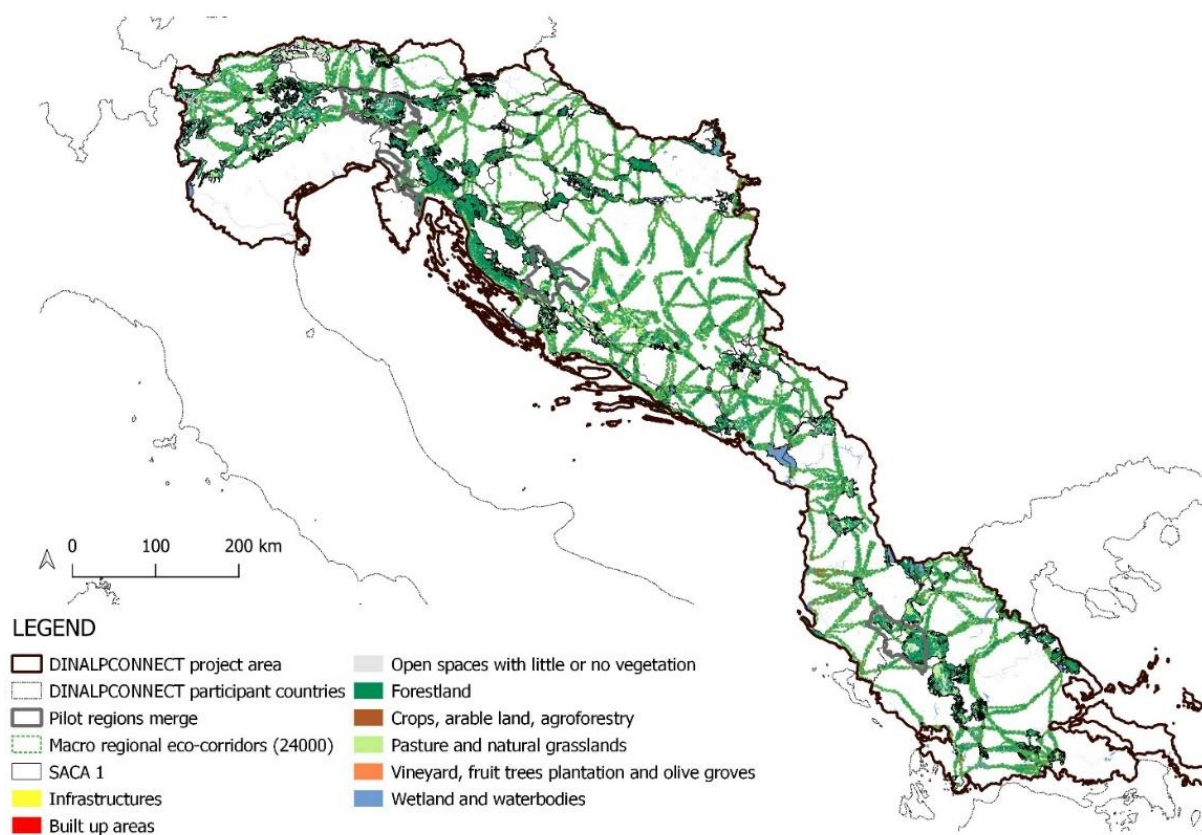 0 100 200 km
LEGEND
DINALPCONNECT project area
DINALPCONNECT participant countries
Pilot regions merge
Macro regional eco-corridors (24000)
SACA 1
Infrastructures
Built up areas
Open spaces with little or no vegetation
Forestland
Crops, arable land, agroforestry
Pasture and natural grasslands
Vineyard, fruit trees plantation and olive groves
Wetland and waterbodies